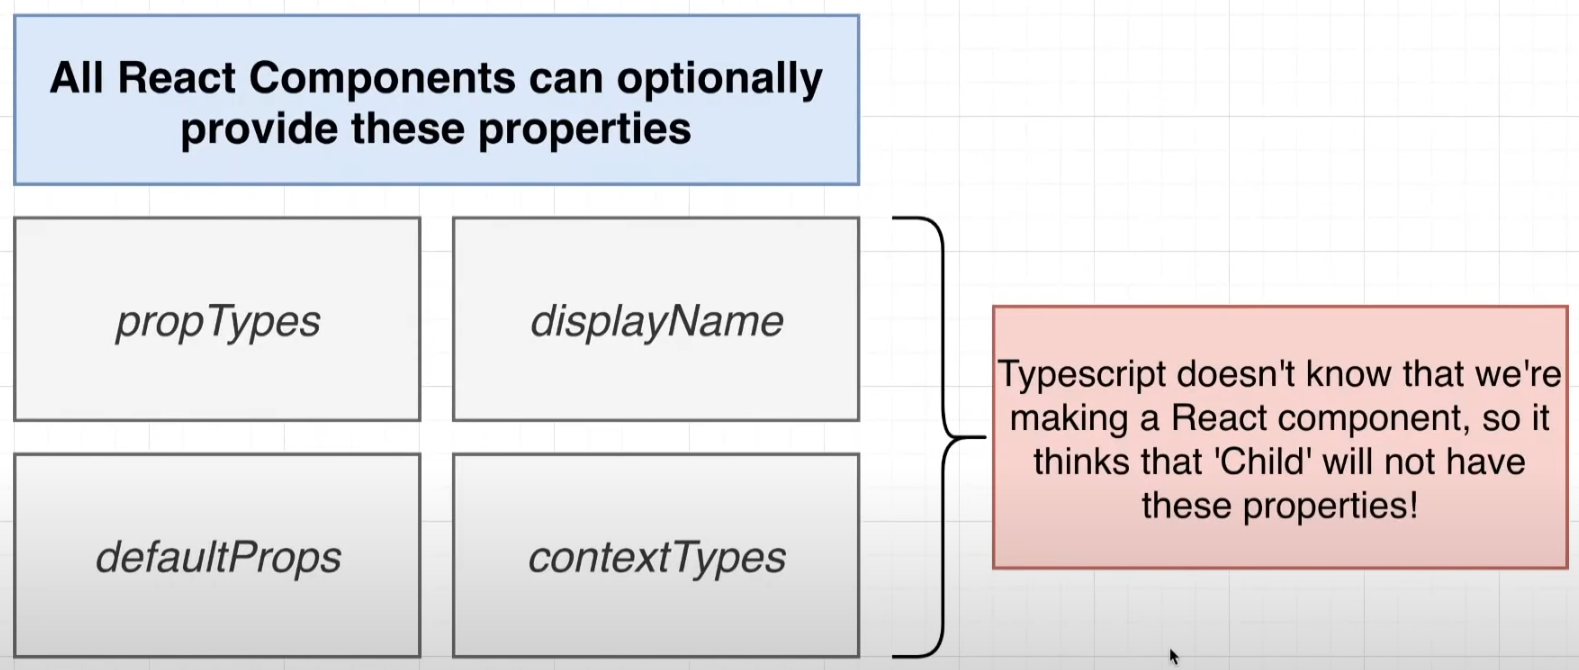 All React Components can optionally
provide these properties
propTypes
displayName
defaultProps
contextTypes
Typescript doesn't know that we're
making a React component, so it
thinks that 'Child' will not have
these properties!